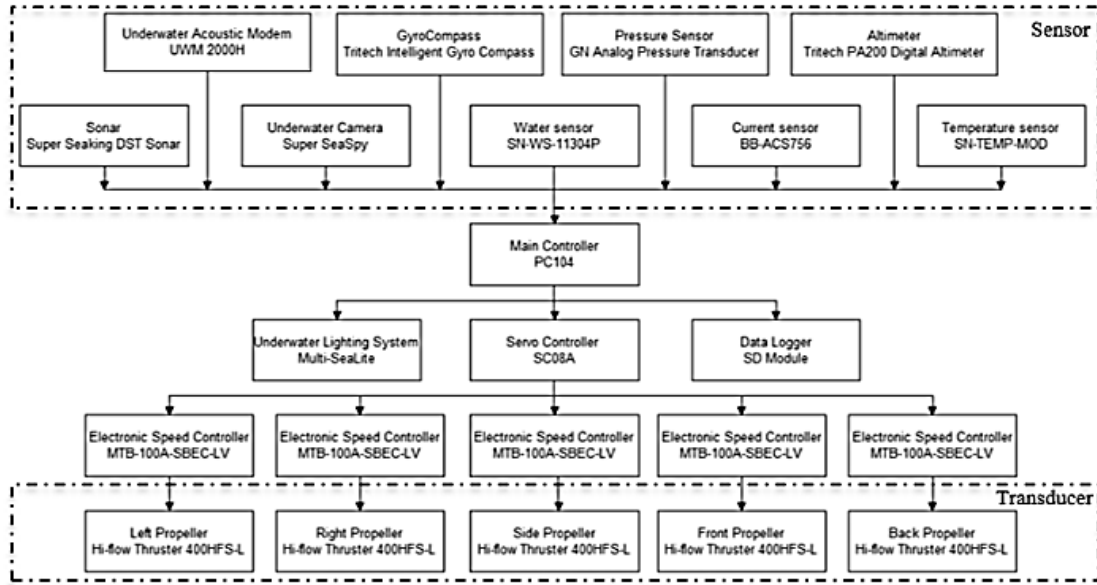 Underwater Acoustic Modem
UWM 2000H
GyroCompass
Tritech Intelligent Gyro Compass
Pressure Sensor
GN Analog Pressure Transducer
Altimeter
Tritech PA200 Digital Altimeter
Sensor
Sonar
Super Seaking DST Sonar
Underwater Camera
Super SeaSpy
Water sensor
SN-WS-11304P
Current sensor
BB-ACS756
Temperature sensor
SN-TEMP-MOD
Main Controller
PC104
Underwater Lighting System
Multi-SeaLite
Servo Controller
SC08A
Data Logger
SD Module
Electronic Speed Controller
MTB-100A-SBEC-LV
Electronic Speed Controller
MTB-100A-SBEC-LV
Electronic Speed Controller
MTB-100A-SBEC-LV
Electronic Speed Controller
MTB-100A-SBEC-LV
Electronic Speed Controller
MTB-100A-SBEC-LV
Transducer
Left Propeller
Hi-flow Thruster 400HFS-L
Right Propeller
Hi-flow Thruster 400HFS-L
Side Propeller
Hi-flow Thruster 400HFS-L
Front Propeller
Hi-flow Thruster 400HFS-L
Back Propeller
Hi-flow Thruster 400HFS-L